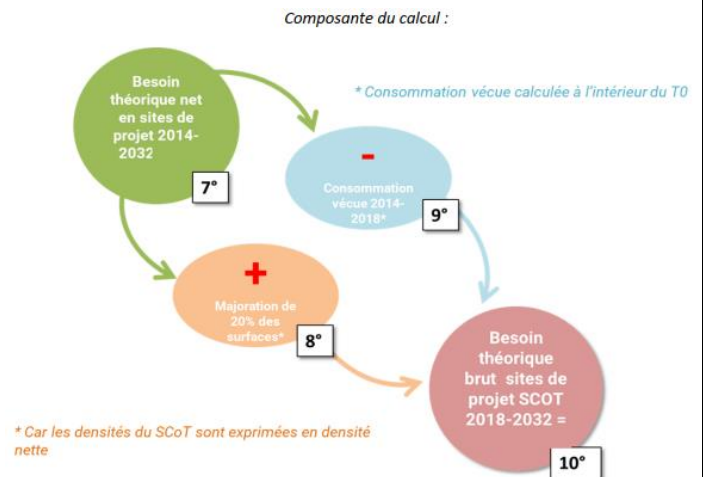 Composante du calcul :
Besoin
théorique net
en sites de
projet 2014-
2032
7°
* Consommation vécue calculée à l'intérieur du T0
-
Consommation
vécue 2014-
2018*
9°
+
Majoration de
20% des
surfaces*
8°
Besoin
théorique
brut sites de
projet SCOT
2018-2032 =
10°
* Car les densités du SCoT sont exprimées en densité
nette